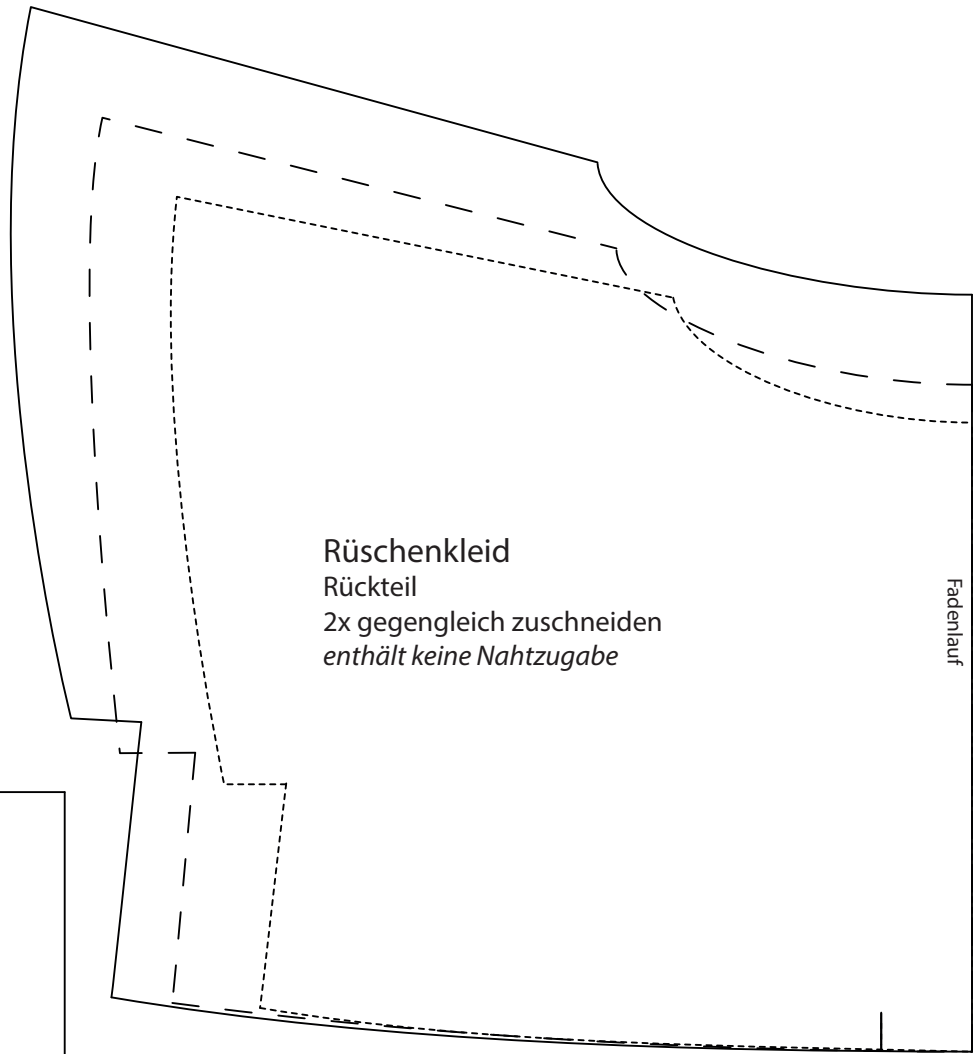 Rüschenkleid
Rückteil
2x gegengleich zuschneiden
enthält keine Nahtzugabe
Fadenlauf